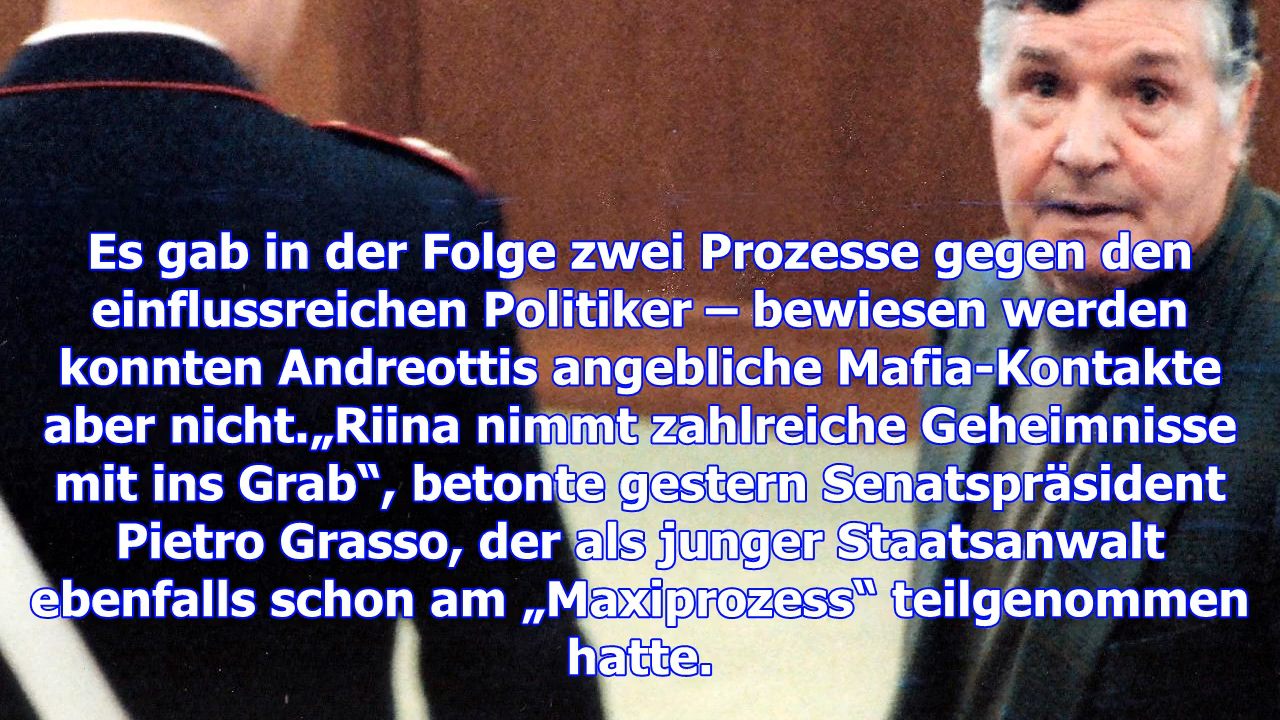 Es gab in der Folge zwei Prozesse gegen den
einflussreichen Politiker – bewiesen werden
konnten Andreottis angebliche Mafia-Kontakte
aber nicht.„Riina nimmt zahlreiche Geheimnisse
mit ins Grab“, betonte gestern Senatspräsident
Pietro Grasso, der als junger Staatsanwalt
ebenfalls schon am „Maxiprozess“ teilgenommen
hatte.